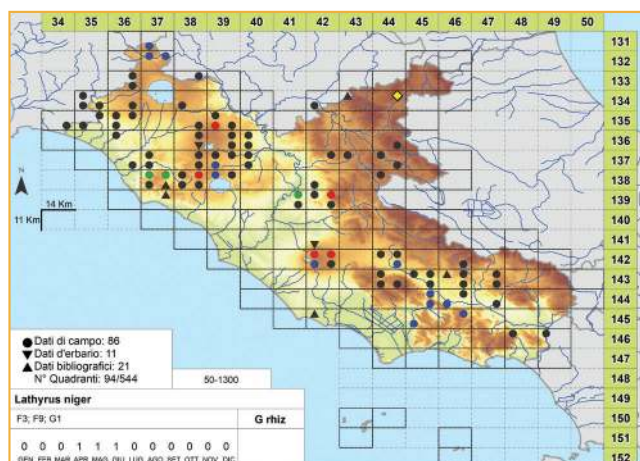 34 35 36 37 38 39 40 41 42 43 44 45 46 47 48 49 50
131
132
133
134
135
136
137
138
139
140
141
142
143
144
145
146
147
148
149
150
151
152
N
14 Km
11 Km
Dati di campo: 86
Dati d'erbario: 11
Dati bibliografici: 21
N° Quadranti: 94/544
50-1300
Lathyrus niger
F3; F9; G1
G rhiz
0 0 0 1 1 1 0 0 0 0 0 0
GEN FEB MAR APR MAG GIU LUG AGO SET OTT NOV DIC